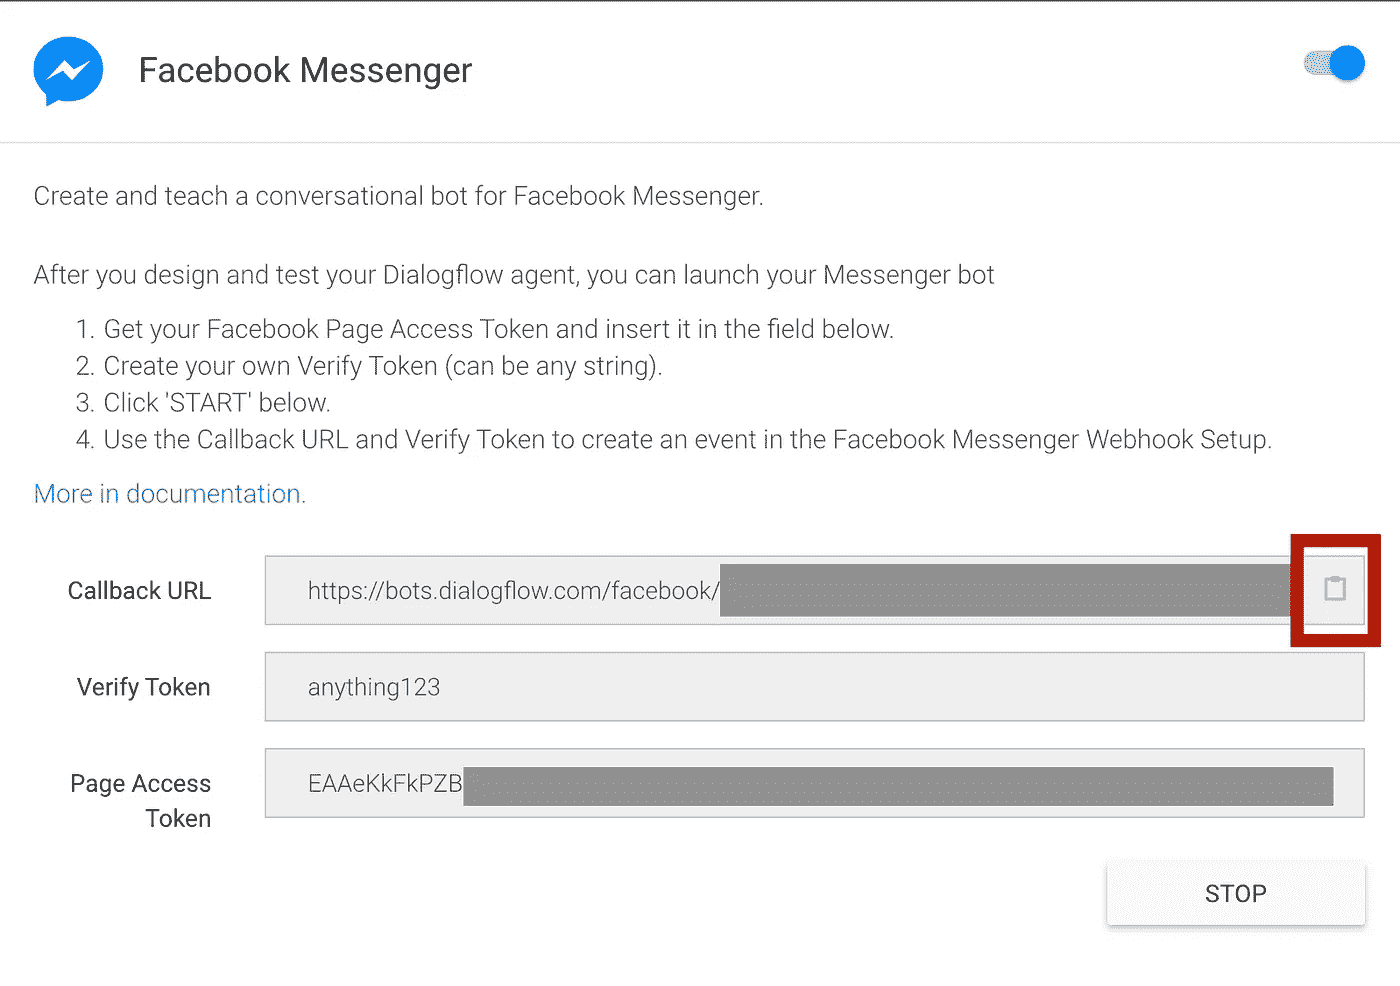 Facebook Messenger
Create and teach a conversational bot for Facebook Messenger.
After you design and test your Dialogflow agent, you can launch your Messenger bot
1. Get your Facebook Page Access Token and insert it in the field below.
2. Create your own Verify Token (can be any string).
3. Click 'START' below.
4. Use the Callback URL and Verify Token to create an event in the Facebook Messenger Webhook Setup.
More in documentation.
Callback URL https://bots.dialogflow.com/facebook/
Verify Token anything123
Page Access EAAeKkFkPZB
Token
STOP